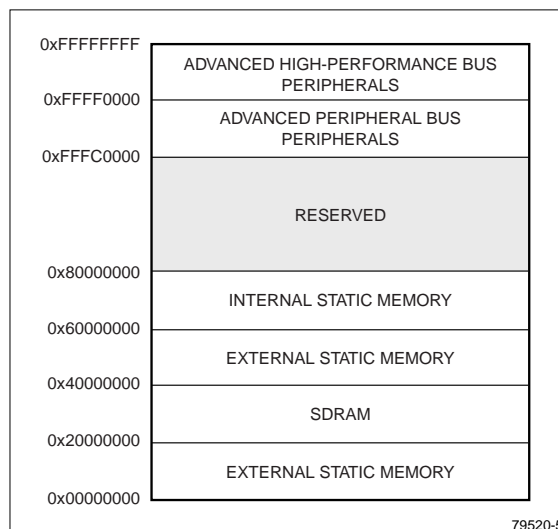 0xFFFFFFFF
ADVANCED HIGH-PERFORMANCE BUS
PERIPHERALS
0xFFFF0000
ADVANCED PERIPHERAL BUS
PERIPHERALS
0xFFFC0000
RESERVED
0x80000000
INTERNAL STATIC MEMORY
0x60000000
EXTERNAL STATIC MEMORY
0x40000000
SDRAM
0x20000000
EXTERNAL STATIC MEMORY
0x00000000